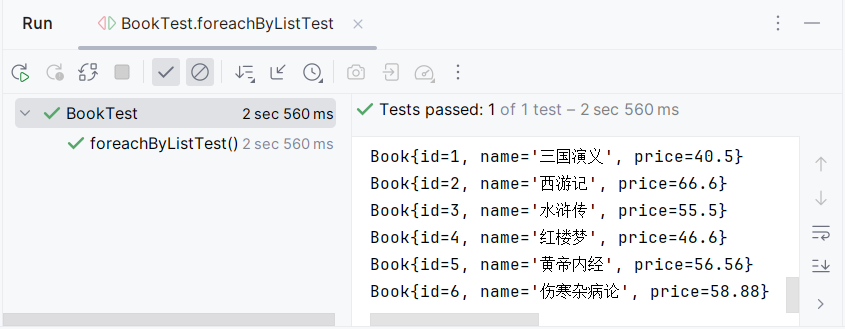 Run
BookTest.foreachByListTest
BookTest 2 sec 560 ms
foreachByListTest() 2 sec 560 ms
Tests passed: 1 of 1 test – 2 sec 560 ms
Book{id=1, name='三国演义', price=40.5}
Book{id=2, name='西游记', price=66.6}
Book{id=3, name='水浒传', price=55.5}
Book{id=4, name='红楼梦', price=46.6}
Book{id=5, name='黄帝内经', price=56.56}
Book{id=6, name='伤寒杂病论', price=58.88}